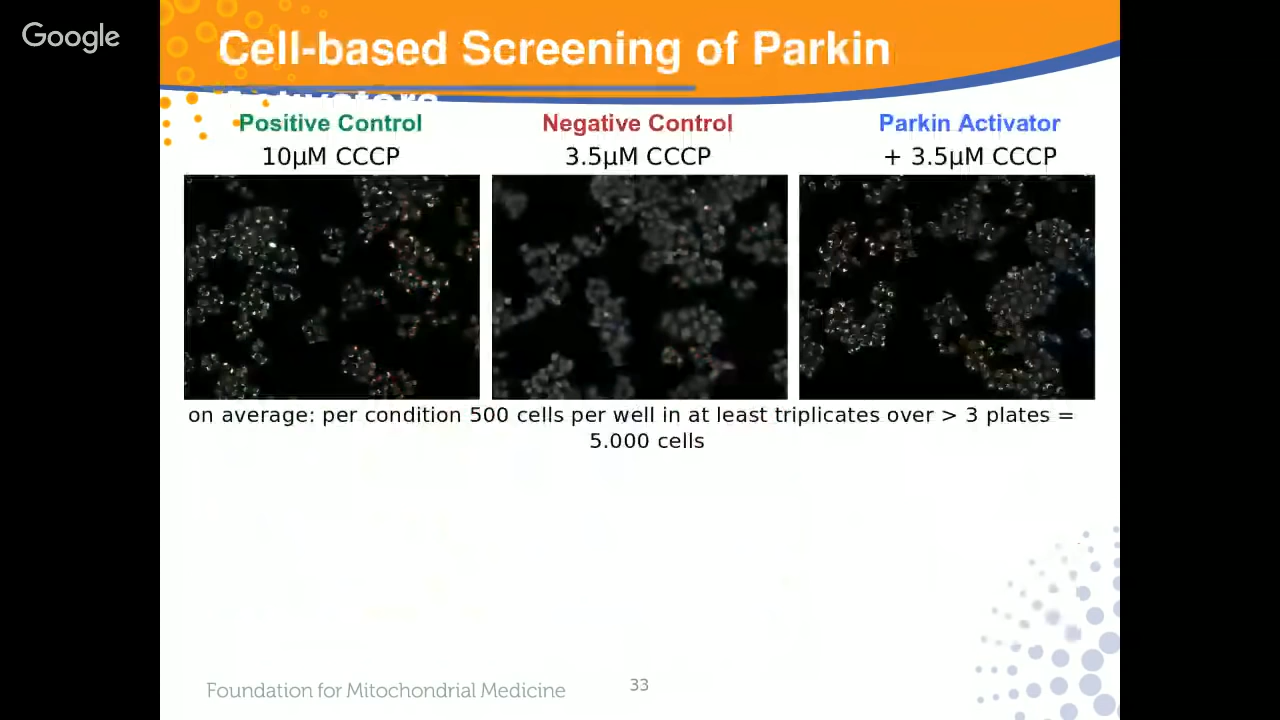 Google
Cell-based Screening of Parkin
Positive Control
Negative Control
Parkin Activator
10µM CCCP
3.5µM CCCP
+ 3.5µM CCCP
on average: per condition 500 cells per well in at least triplicates over > 3 plates =
5.000 cells
Foundation for Mitochondrial Medicine
33